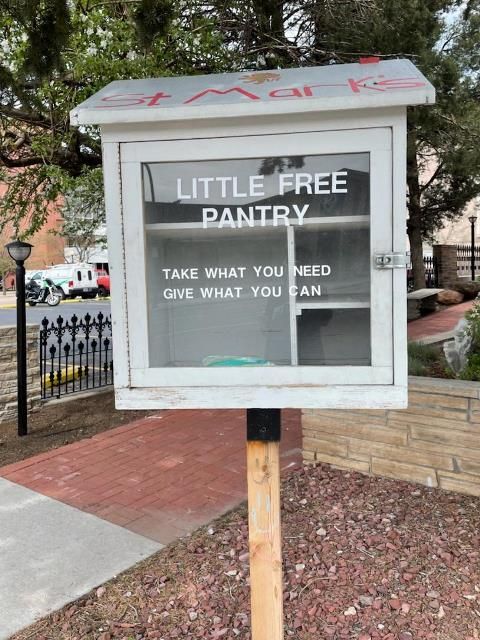 St Mark's
LITTLE FREE
PANTRY
TAKE WHAT YOU NEED
GIVE WHAT YOU CAN